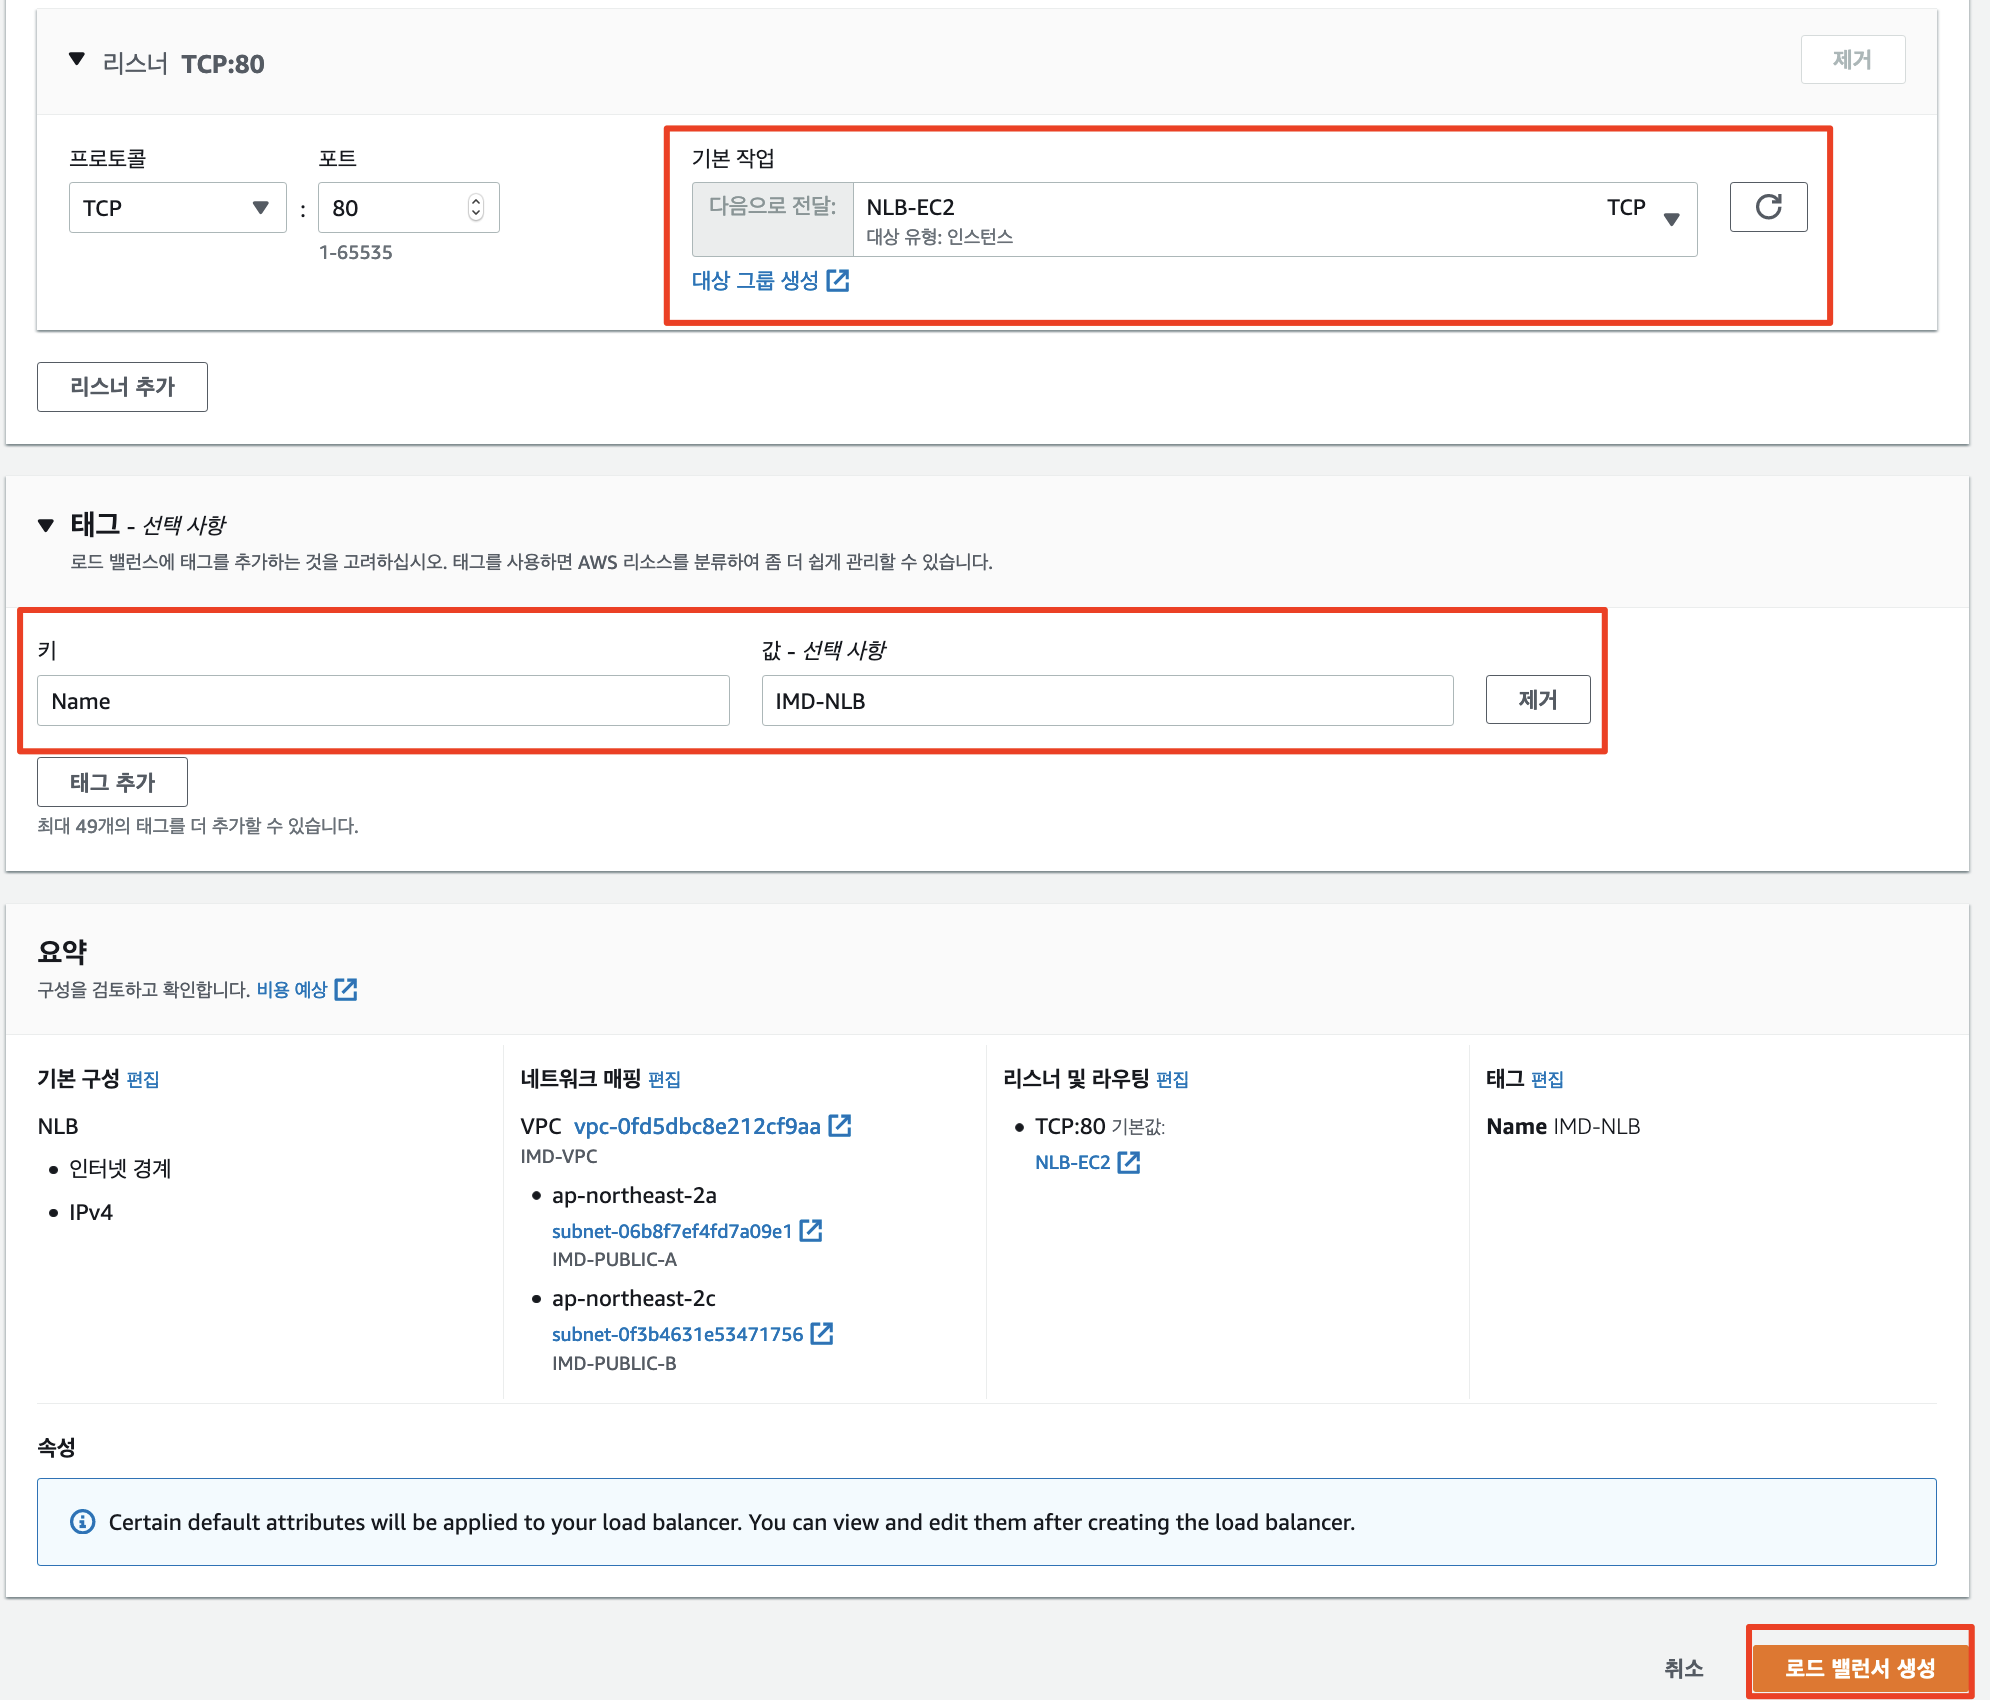 리스너 TCP:80
제거
프로토콜
포트
기본 작업
TCP
:
80
다음으로 전달:
NLB-EC2
TCP
1-65535
대상 유형: 인스턴스
대상 그룹 생성
리스너 추가
태그 - 선택 사항
로드 밸런스에 태그를 추가하는 것을 고려하십시오. 태그를 사용하면 AWS 리소스를 분류하여 좀 더 쉽게 관리할 수 있습니다.
키
값 - 선택 사항
Name
IMD-NLB
제거
태그 추가
최대 49개의 태그를 더 추가할 수 있습니다.
요약
구성을 검토하고 확인합니다. 비용 예상
기본 구성 편집
NLB
• 인터넷 경계
• IPv4
네트워크 매핑 편집
VPC vpc-0fd5dbc8e212cf9aa
IMD-VPC
• ap-northeast-2a
subnet-06b8f7ef4fd7a09e1
IMD-PUBLIC-A
• ap-northeast-2c
subnet-0f3b4631e53471756
IMD-PUBLIC-B
리스너 및 라우팅 편집
• TCP:80 기본값:
NLB-EC2
태그 편집
Name IMD-NLB
속성
Certain default attributes will be applied to your load balancer. You can view and edit them after creating the load balancer.
취소
로드 밸런서 생성